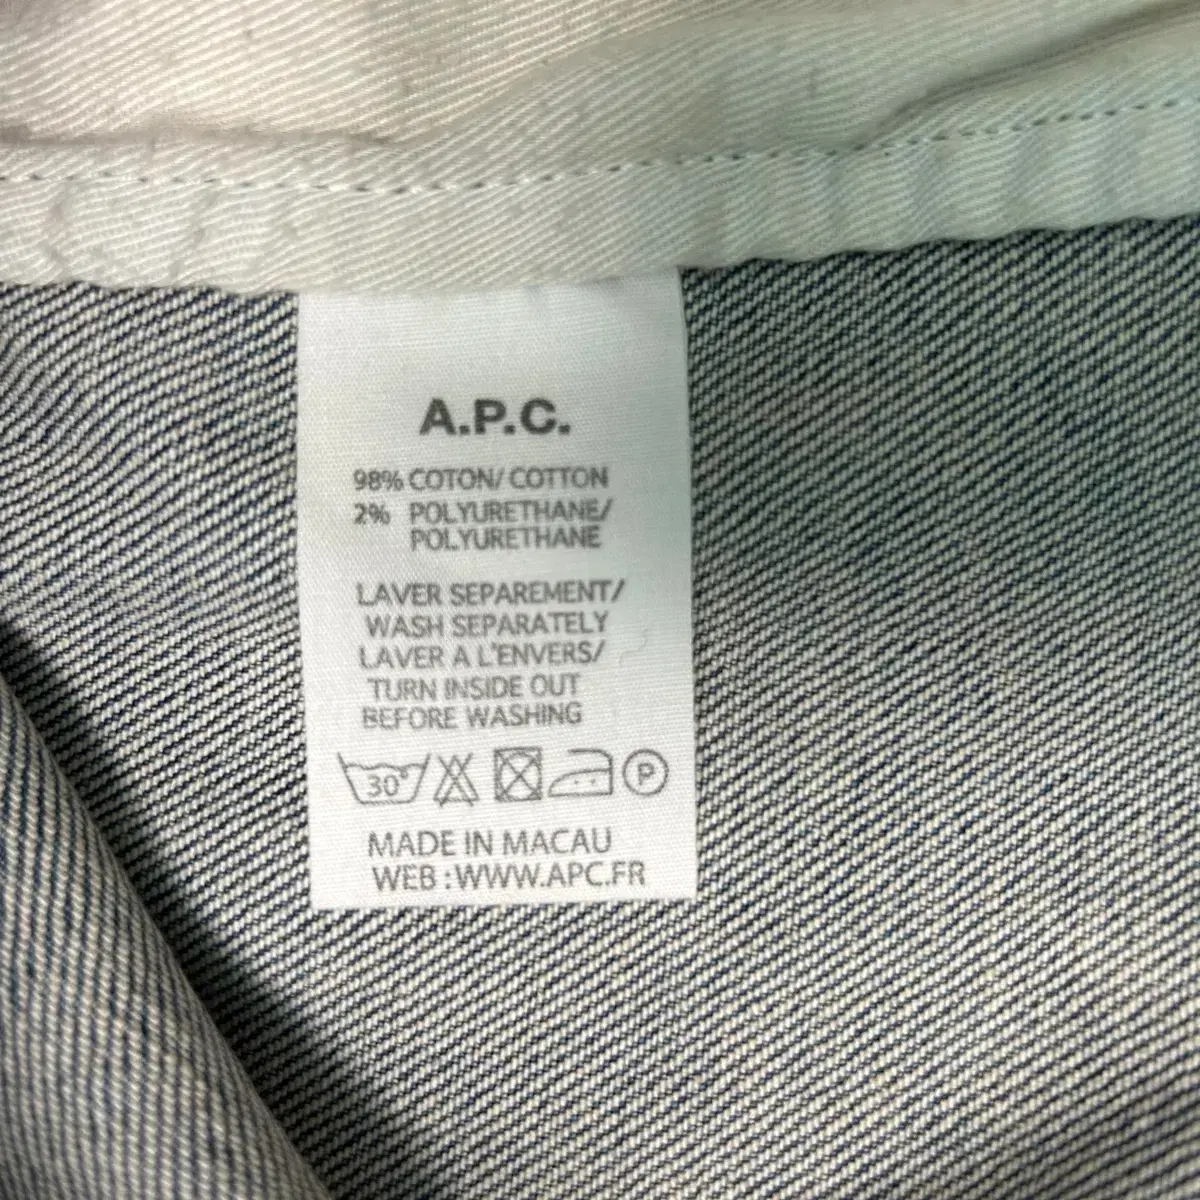 A.P.C.
98% COTON/ COTTON
2% POLYURETHANE/
POLYURETHANE
LAVER SEPAREMENT/
WASH SEPARATELY
LAVER A L'ENVERS/
TURN INSIDE OUT
BEFORE WASHING
30° P
MADE IN MACAU
WEB : WWW.APC.FR